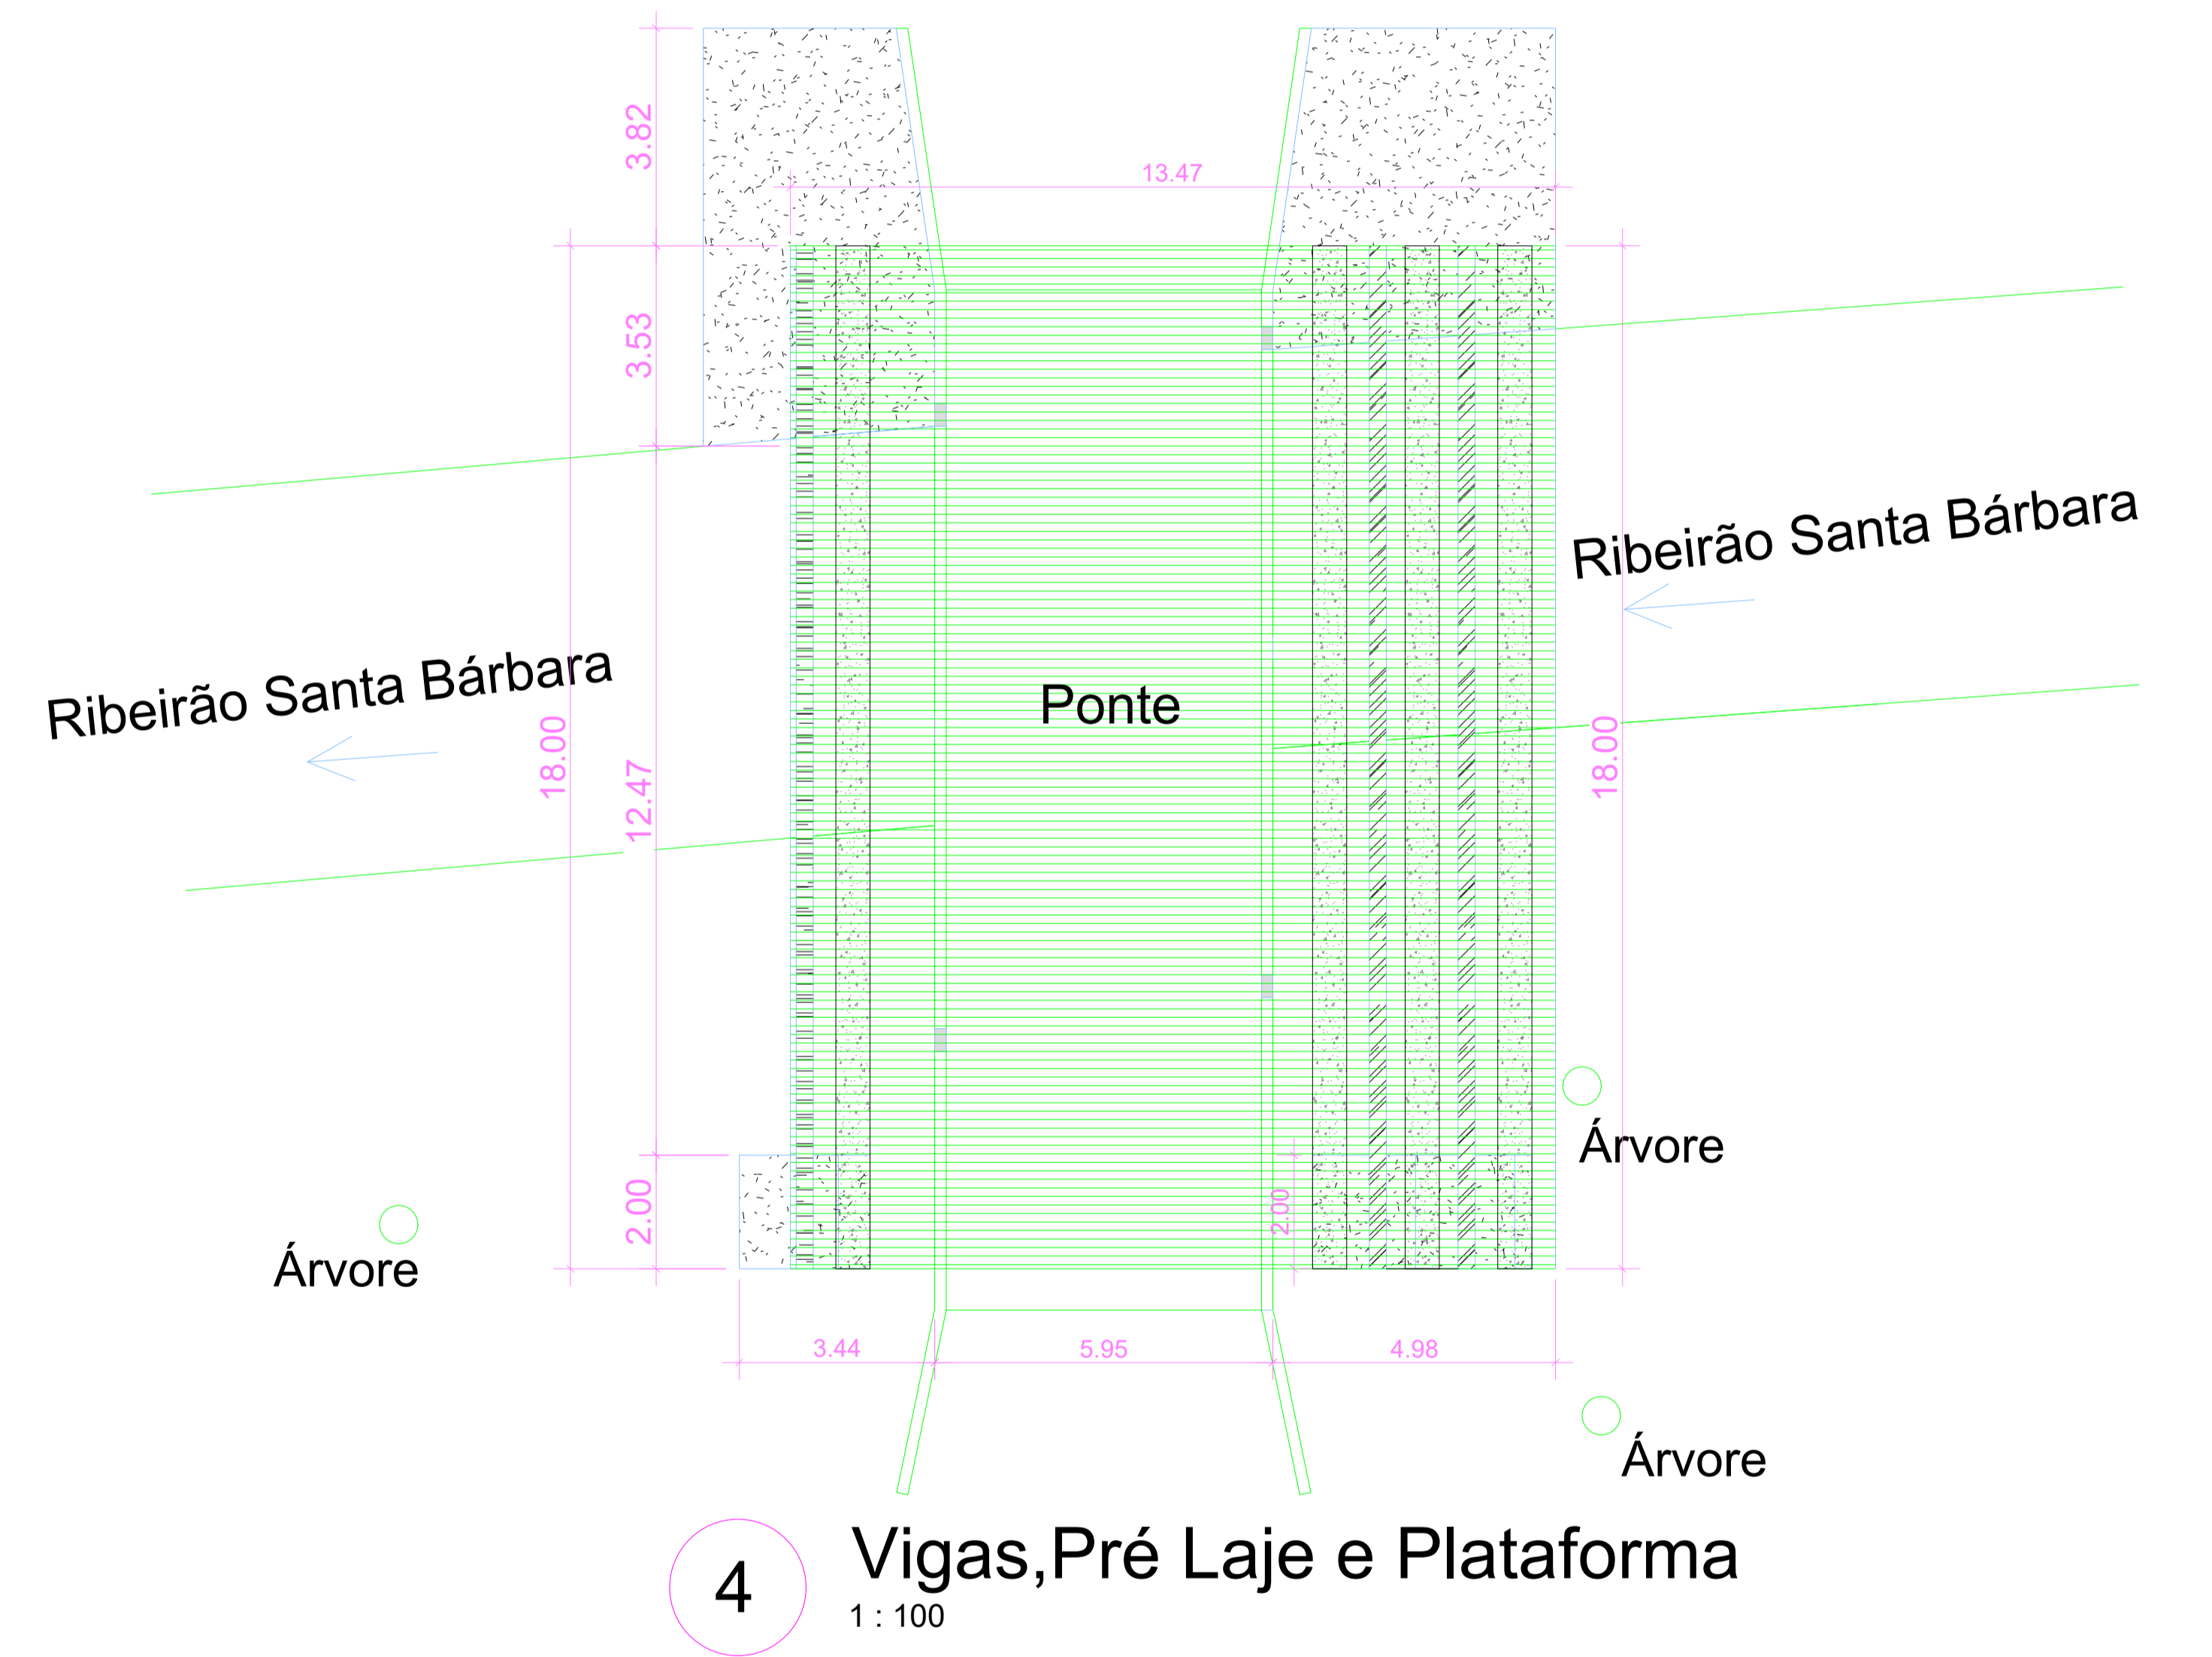 3.82
13.47
3.53
Ribeirão Santa Bárbara
Ribeirão Santa Bárbara
Ponte
18.00
12.47
18.00
Árvore
2.00
2.00
Árvore
3.44
5.95
4.98
Árvore
4
Vigas,Pré Laje e Plataforma
1 : 100